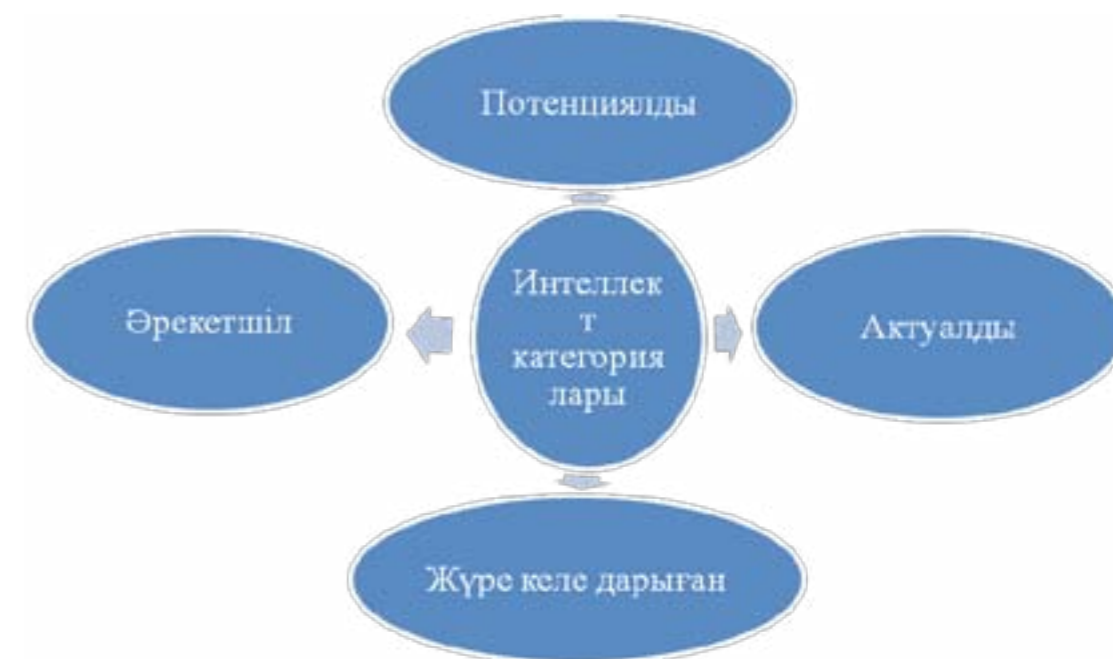 Потенциялды
Әрекетшіл
Интеллек
т
категория
лары
Актуалды
Жүре келе дарыған